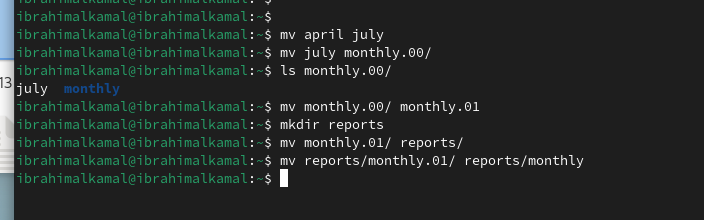 ibrahimalkamal@ibrahimalkamal:~$
ibrahimalkamal@ibrahimalkamal:~$ mv april july
ibrahimalkamal@ibrahimalkamal:~$ mv july monthly.00/
ibrahimalkamal@ibrahimalkamal:~$ ls monthly.00/
july  monthly
ibrahimalkamal@ibrahimalkamal:~$ mv monthly.00/ monthly.01
ibrahimalkamal@ibrahimalkamal:~$ mkdir reports
ibrahimalkamal@ibrahimalkamal:~$ mv monthly.01/ reports/
ibrahimalkamal@ibrahimalkamal:~$ mv reports/monthly.01/ reports/monthly
ibrahimalkamal@ibrahimalkamal:~$
13